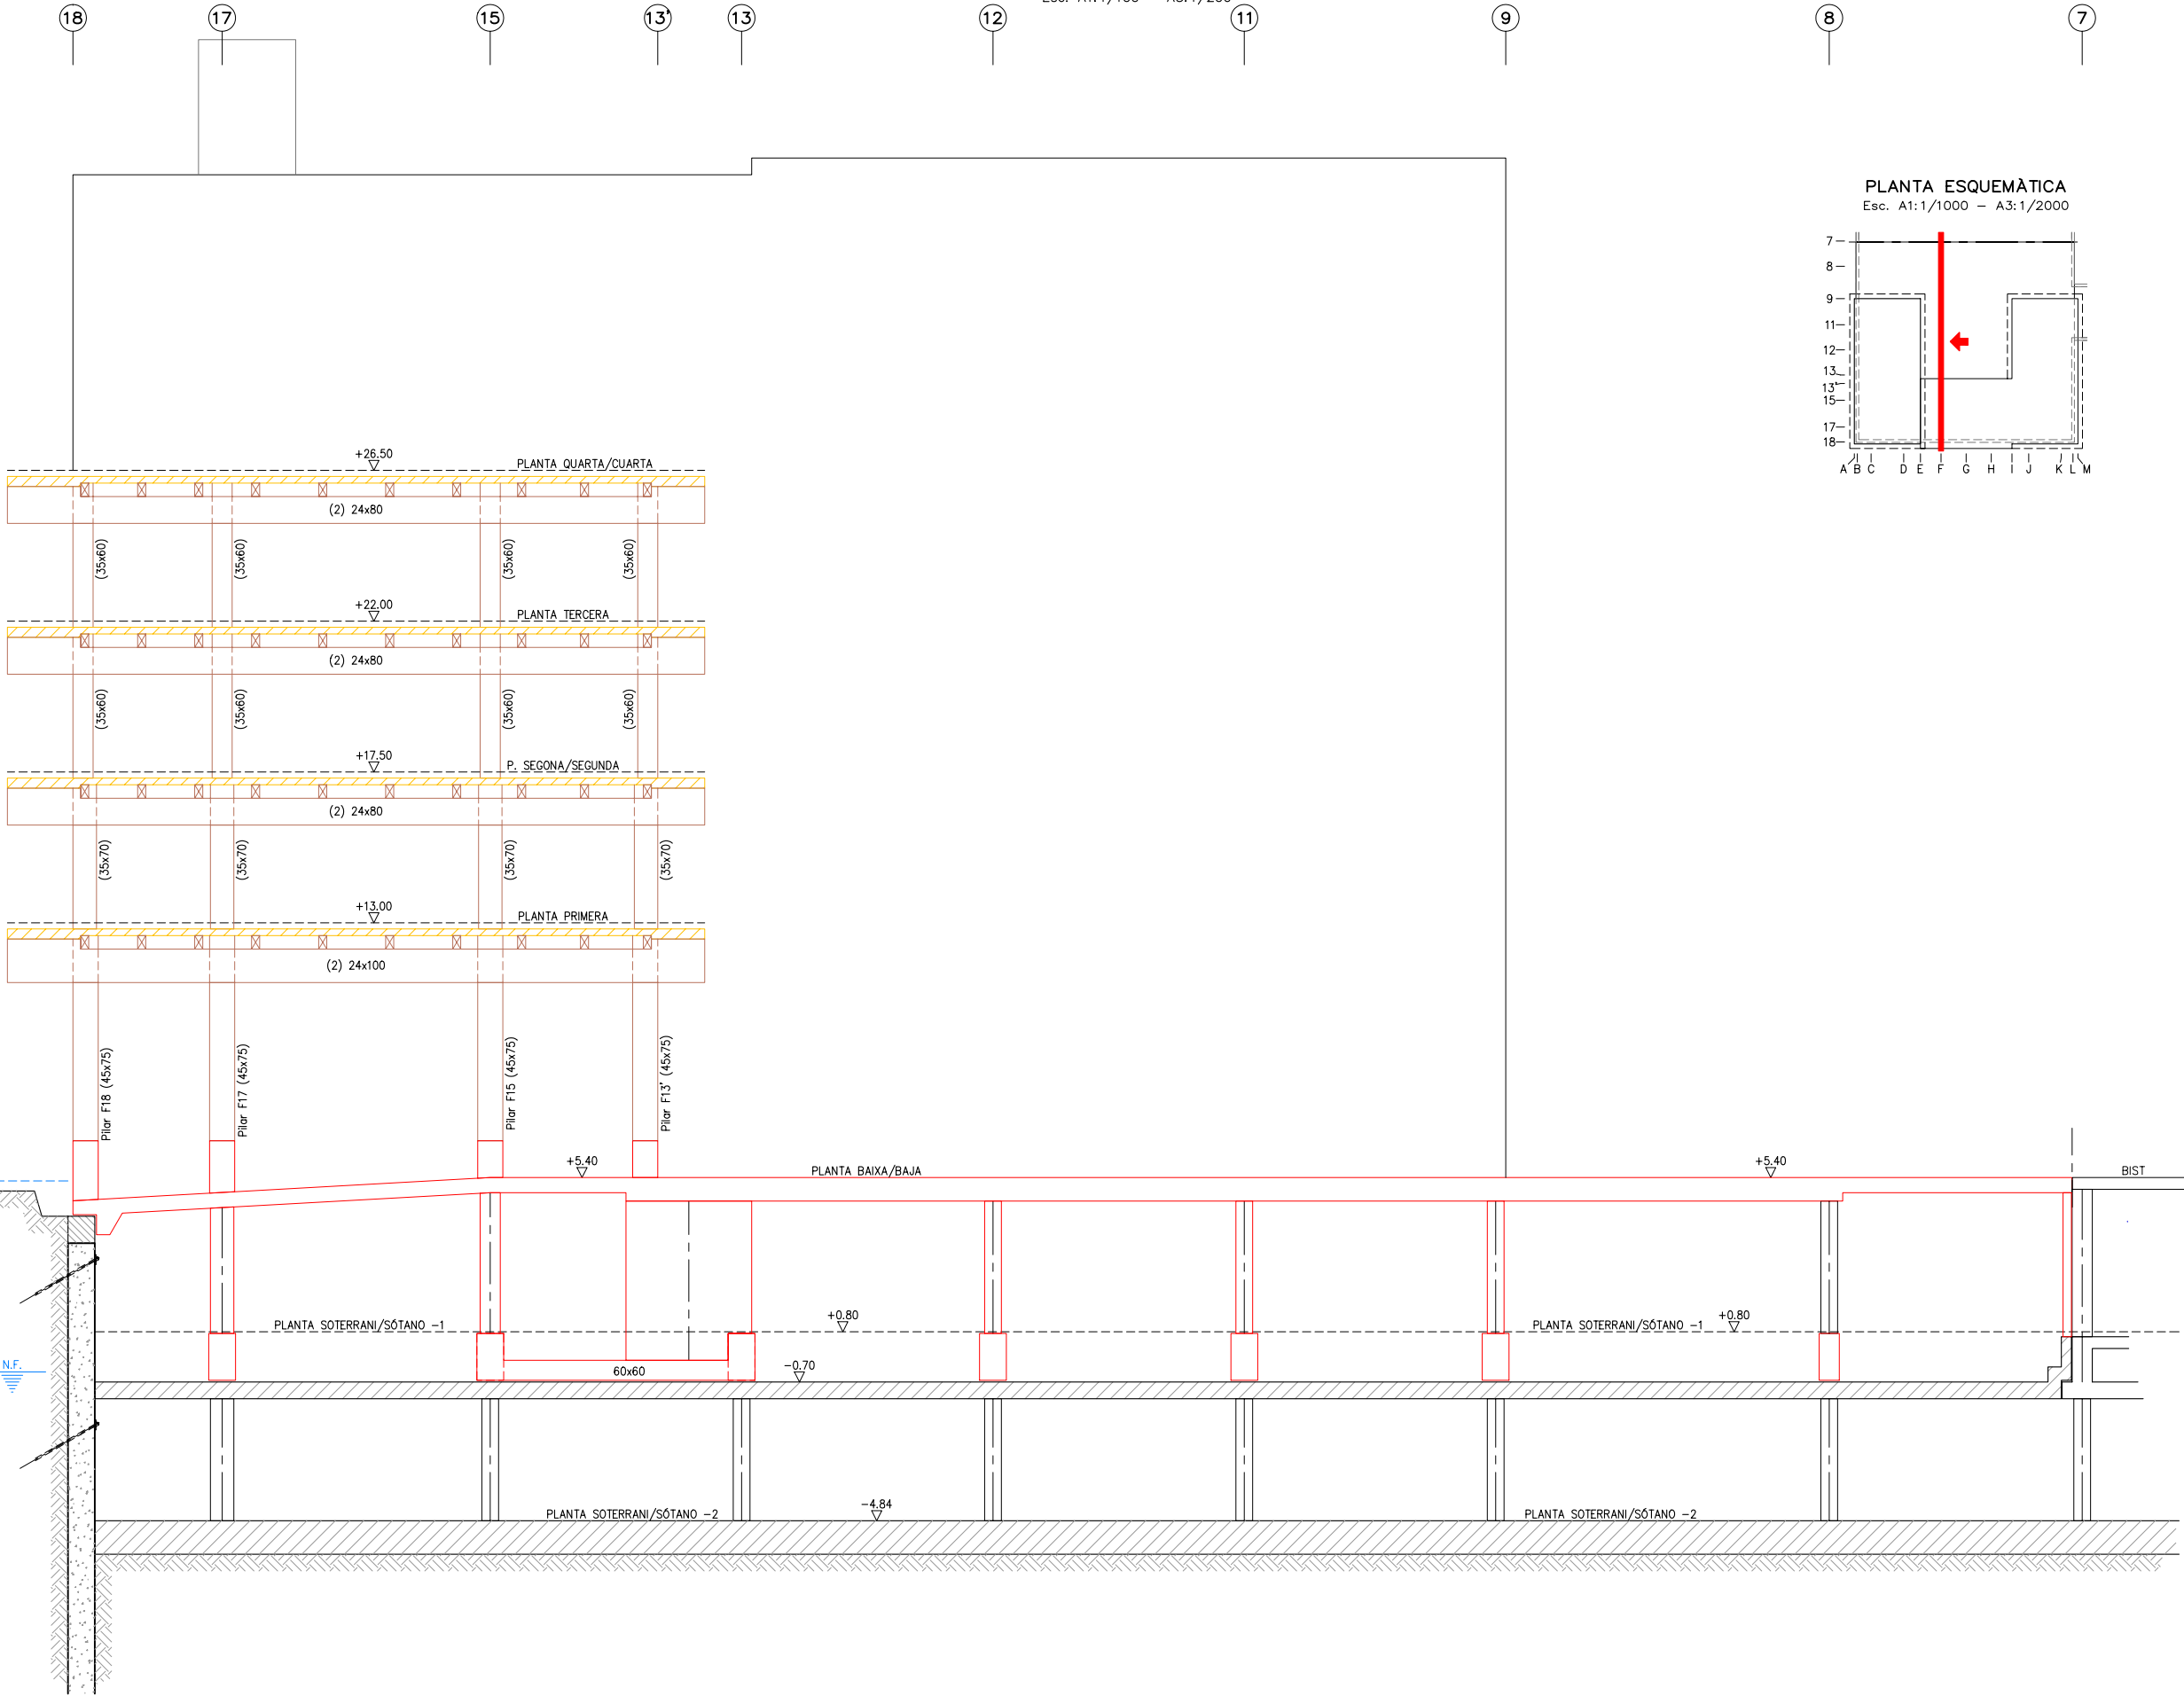 18 17 15 13' 13 12 11 9 8 7
PLANTA ESQUEMÀTICA
Esc. A1:1/1000 – A3:1/2000
7
8
9
11
12
13
13'
15
17
18
A B C D E F G H I J K L M
+26.50
PLANTA QUARTA/CUARTA
(2) 24x80
(35x60) (35x60) (35x60) (35x60)
+22.00
PLANTA TERCERA
(2) 24x80
(35x60) (35x60) (35x60) (35x60)
+17.50
P. SEGONA/SEGUNDA
(2) 24x80
(35x70) (35x70) (35x70) (35x70)
+13.00
PLANTA PRIMERA
(2) 24x100
Pilar F18 (45x75)
Pilar F17 (45x75)
Pilar F15 (45x75)
Pilar F13' (45x75)
+5.40
PLANTA BAIXA/BAJA
+5.40
BIST
PLANTA SOTERRANI/SÓTANO -1
+0.80
PLANTA SOTERRANI/SÓTANO -1
+0.80
N.F.
60x60
-0.70
PLANTA SOTERRANI/SÓTANO -2
-4.84
PLANTA SOTERRANI/SÓTANO -2